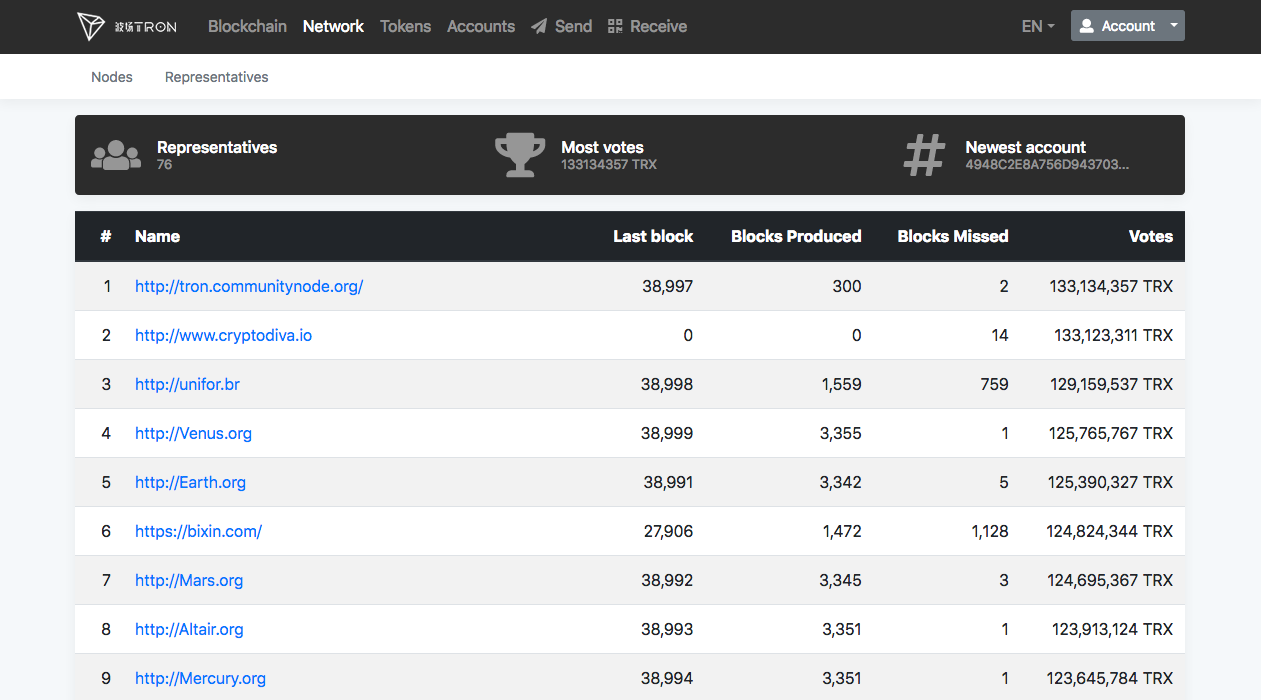 波场TRON Blockchain Network Tokens Accounts Send Receive EN Account
Nodes Representatives
Representatives Most votes Newest account
76 133134357 TRX 4948C2E8A756D943703...
# Name Last block Blocks Produced Blocks Missed Votes
1 http://tron.communitynode.org/ 38,997 300 2 133,134,357 TRX
2 http://www.cryptodiva.io 0 0 14 133,123,311 TRX
3 http://unifor.br 38,998 1,559 759 129,159,537 TRX
4 http://Venus.org 38,999 3,355 1 125,765,767 TRX
5 http://Earth.org 38,991 3,342 5 125,390,327 TRX
6 https://bixin.com/ 27,906 1,472 1,128 124,824,344 TRX
7 http://Mars.org 38,992 3,345 3 124,695,367 TRX
8 http://Altair.org 38,993 3,351 1 123,913,124 TRX
9 http://Mercury.org 38,994 3,351 1 123,645,784 TRX